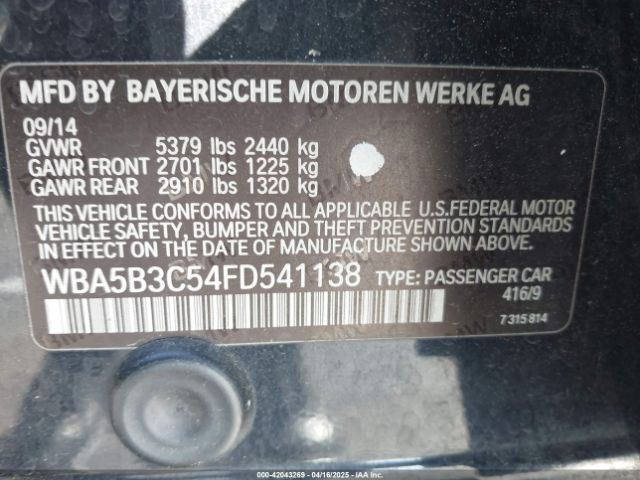 MFD BY BAYERISCHE MOTOREN WERKE AG
09/14
GVWR 5379 lbs 2440 kg
GAWR FRONT 2701 lbs 1225 kg
GAWR REAR 2910 lbs 1320 kg
THIS VEHICLE CONFORMS TO ALL APPLICABLE U.S.FEDERAL MOTOR
VEHICLE SAFETY, BUMPER AND THEFT PREVENTION STANDARDS
IN EFFECT ON THE DATE OF MANUFACTURE SHOWN ABOVE.
WBA5B3C54FD541138 TYPE: PASSENGER CAR
416/9
7315814
000-42043269 - 04/16/2025 - IAAI.COM